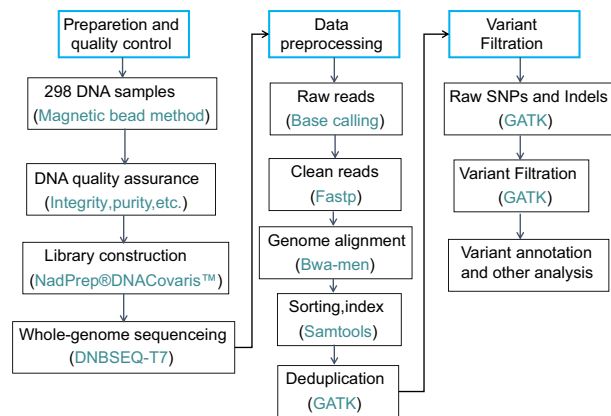 Preparetion and
quality control
298 DNA samples
(Magnetic bead method)
DNA quality assurance
(Integrity,purity,etc.)
Library construction
(NadPrep®DNACovaris™)
Whole-genome sequenceing
(DNBSEQ-T7)
Data
preprocessing
Raw reads
(Base calling)
Clean reads
(Fastp)
Genome alignment
(Bwa-men)
Sorting,index
(Samtools)
Deduplication
(GATK)
Variant
Filtration
Raw SNPs and Indels
(GATK)
Variant Filtration
(GATK)
Variant annotation
and other analysis